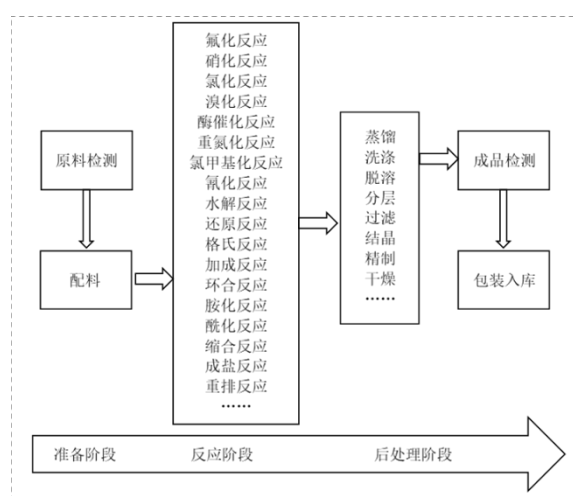 原料检测
配料
氟化反应
硝化反应
氯化反应
溴化反应
酶催化反应
重氮化反应
氯甲基化反应
氰化反应
水解反应
还原反应
格氏反应
加成反应
环合反应
胺化反应
酰化反应
缩合反应
成盐反应
重排反应
……
蒸馏
洗涤
脱溶
分层
过滤
结晶
精制
干燥
……
成品检测
包装入库
准备阶段
反应阶段
后处理阶段